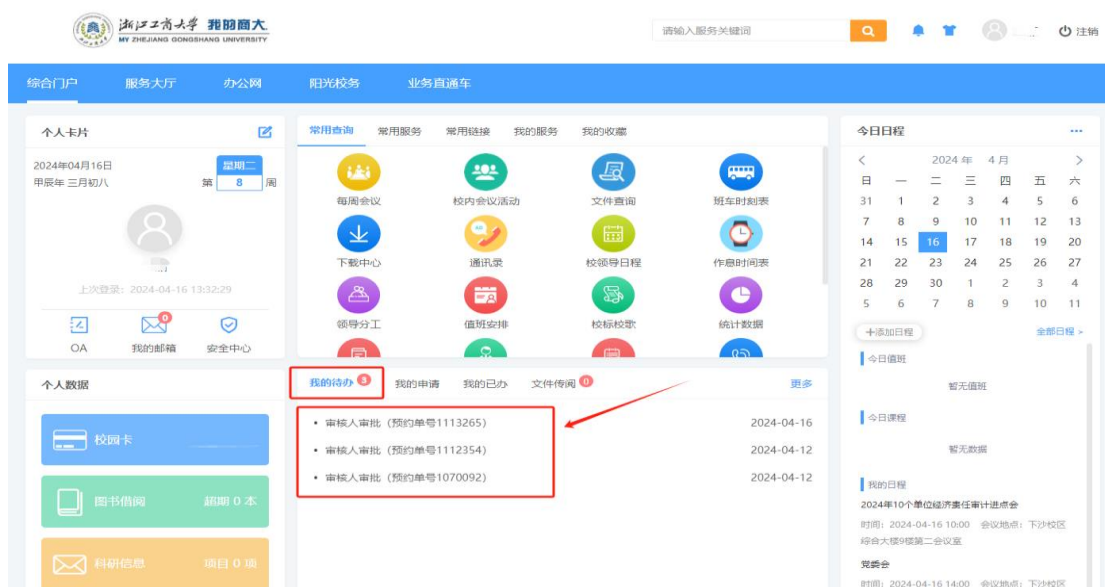 浙江工商大学 我的商大
MY ZHEJIANG GONGSHANG UNIVERSITY
请输入服务关键词
注销
综合门户 服务大厅 办公网 阳光校务 业务直通车
个人卡片
2024年04月16日 星期二
甲辰年 三月初八 第 8 周
上次登录：2024-04-16 13:32:29
0
OA 我的邮箱 安全中心
个人数据
校园卡
图书借阅 超期 0 本
科研信息 项目 0 项
常用查询 常用服务 常用链接 我的服务 我的收藏
每周会议 校内会议活动 文件查询 班车时刻表
下载中心 通讯录 校领导日程 作息时间表
领导分工 值班安排 校标校歌 统计数据
我的待办 3 我的申请 我的已办 文件传阅 0 更多
• 审核人审批（预约单号1113265） 2024-04-16
• 审核人审批（预约单号1112354） 2024-04-12
• 审核人审批（预约单号1070092） 2024-04-12
今日日程 •••
< 2024 年 4 月 >
日 一 二 三 四 五 六
31 1 2 3 4 5 6
7 8 9 10 11 12 13
14 15 16 17 18 19 20
21 22 23 24 25 26 27
28 29 30 1 2 3 4
5 6 7 8 9 10 11
+添加日程 全部日程 >
今日值班
暂无值班
今日课程
暂无数据
我的日程
2024年10个单位经济责任审计进点会
时间：2024-04-16 10:00 会议地点：下沙校区
综合大楼9楼第二会议室
党委会
时间：2024-04-16 14:00 会议地点：下沙校区